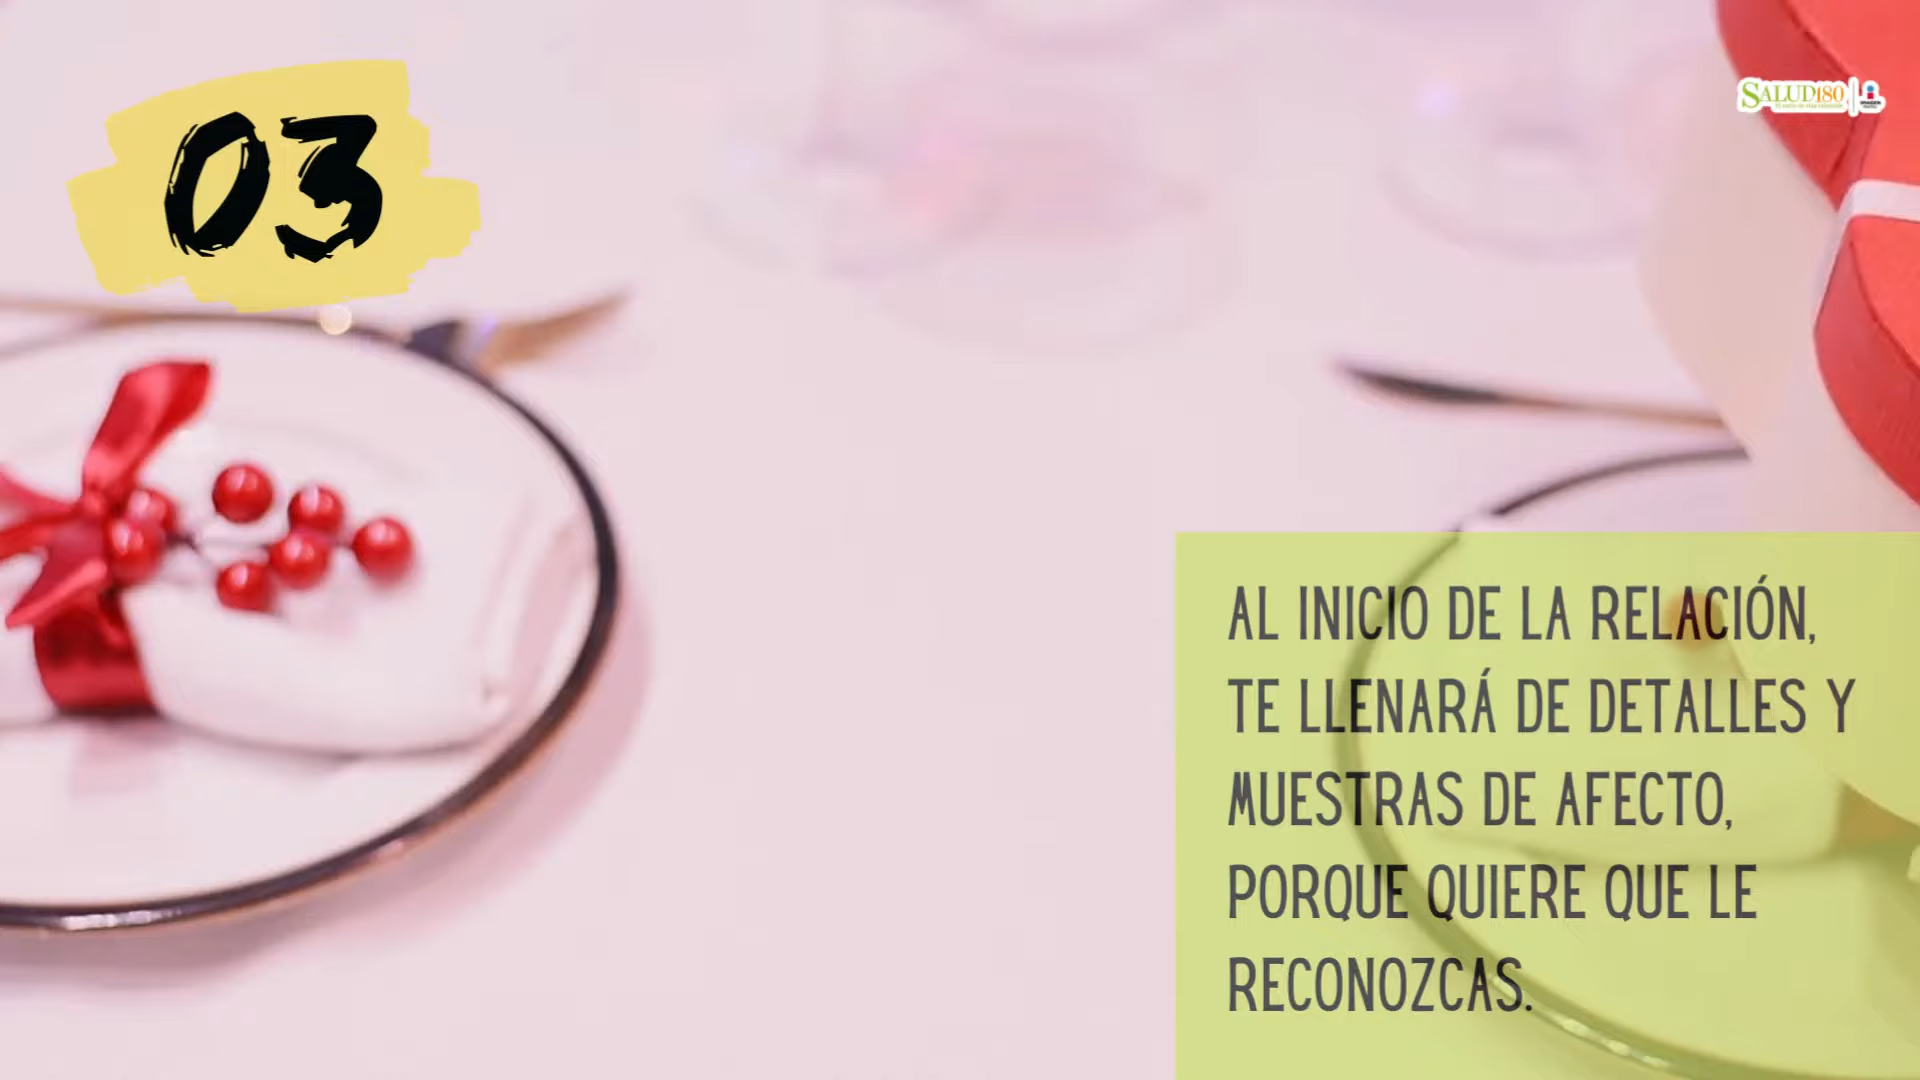 03
SALUD180
AL INICIO DE LA RELACIÓN,
TE LLENARÁ DE DETALLES Y
MUESTRAS DE AFECTO,
PORQUE QUIERE QUE LE
RECONOZCAS.